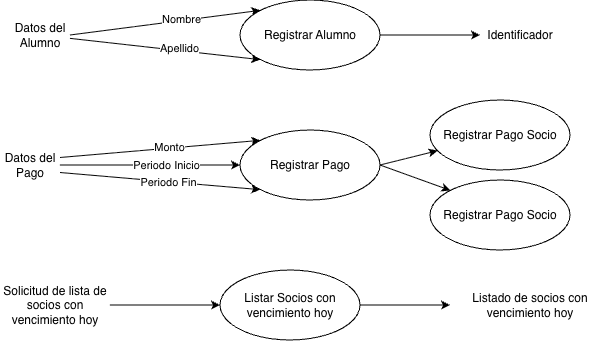 Datos del
Alumno
Nombre
Apellido
Registrar Alumno
Identificador
Datos del
Pago
Monto
Periodo Inicio
Periodo Fin
Registrar Pago
Registrar Pago Socio
Registrar Pago Socio
Solicitud de lista de
socios con
vencimiento hoy
Listar Socios con
vencimiento hoy
Listado de socios con
vencimiento hoy